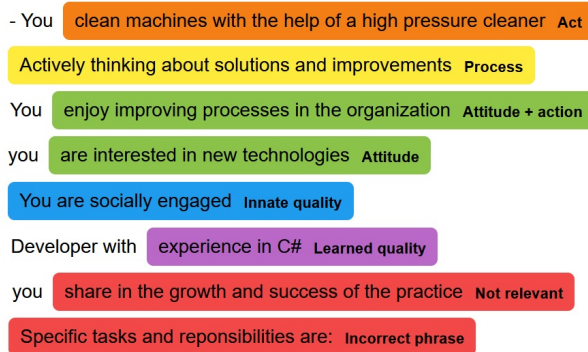 - You clean machines with the help of a high pressure cleaner Act
Actively thinking about solutions and improvements Process
You enjoy improving processes in the organization Attitude + action
you are interested in new technologies Attitude
You are socially engaged Innate quality
Developer with experience in C# Learned quality
you share in the growth and success of the practice Not relevant
Specific tasks and reponsibilities are: Incorrect phrase